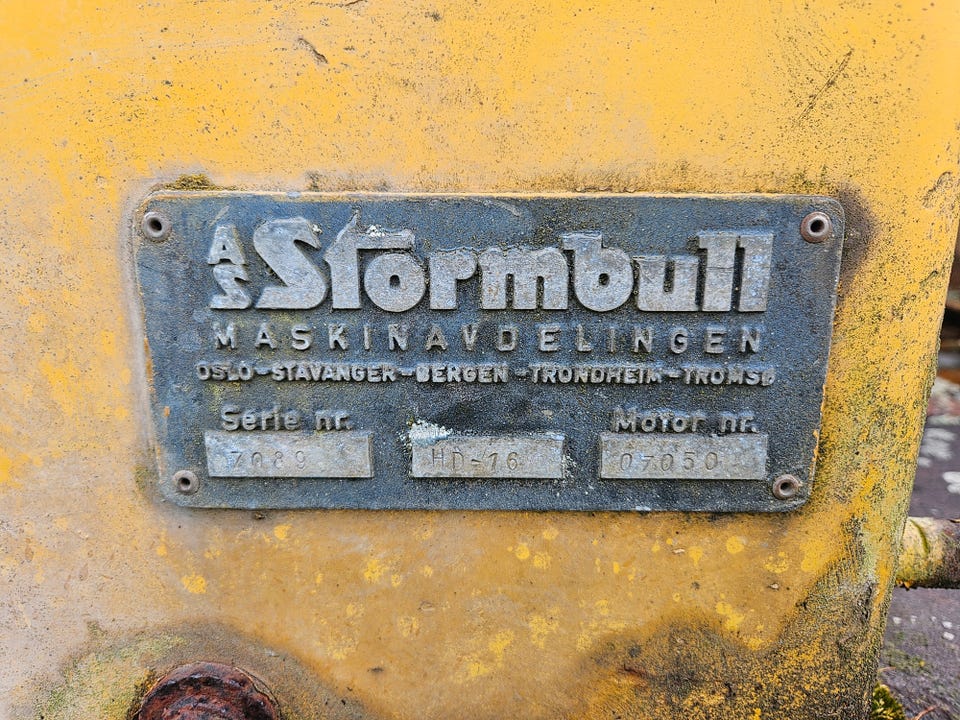 A/S Stormbull
MASKINAVDELINGEN
OSLO-STAVANGER-BERGEN-TRONDHEIM-TROMSØ
Serie nr. Motor nr.
7089 HD-16 07050